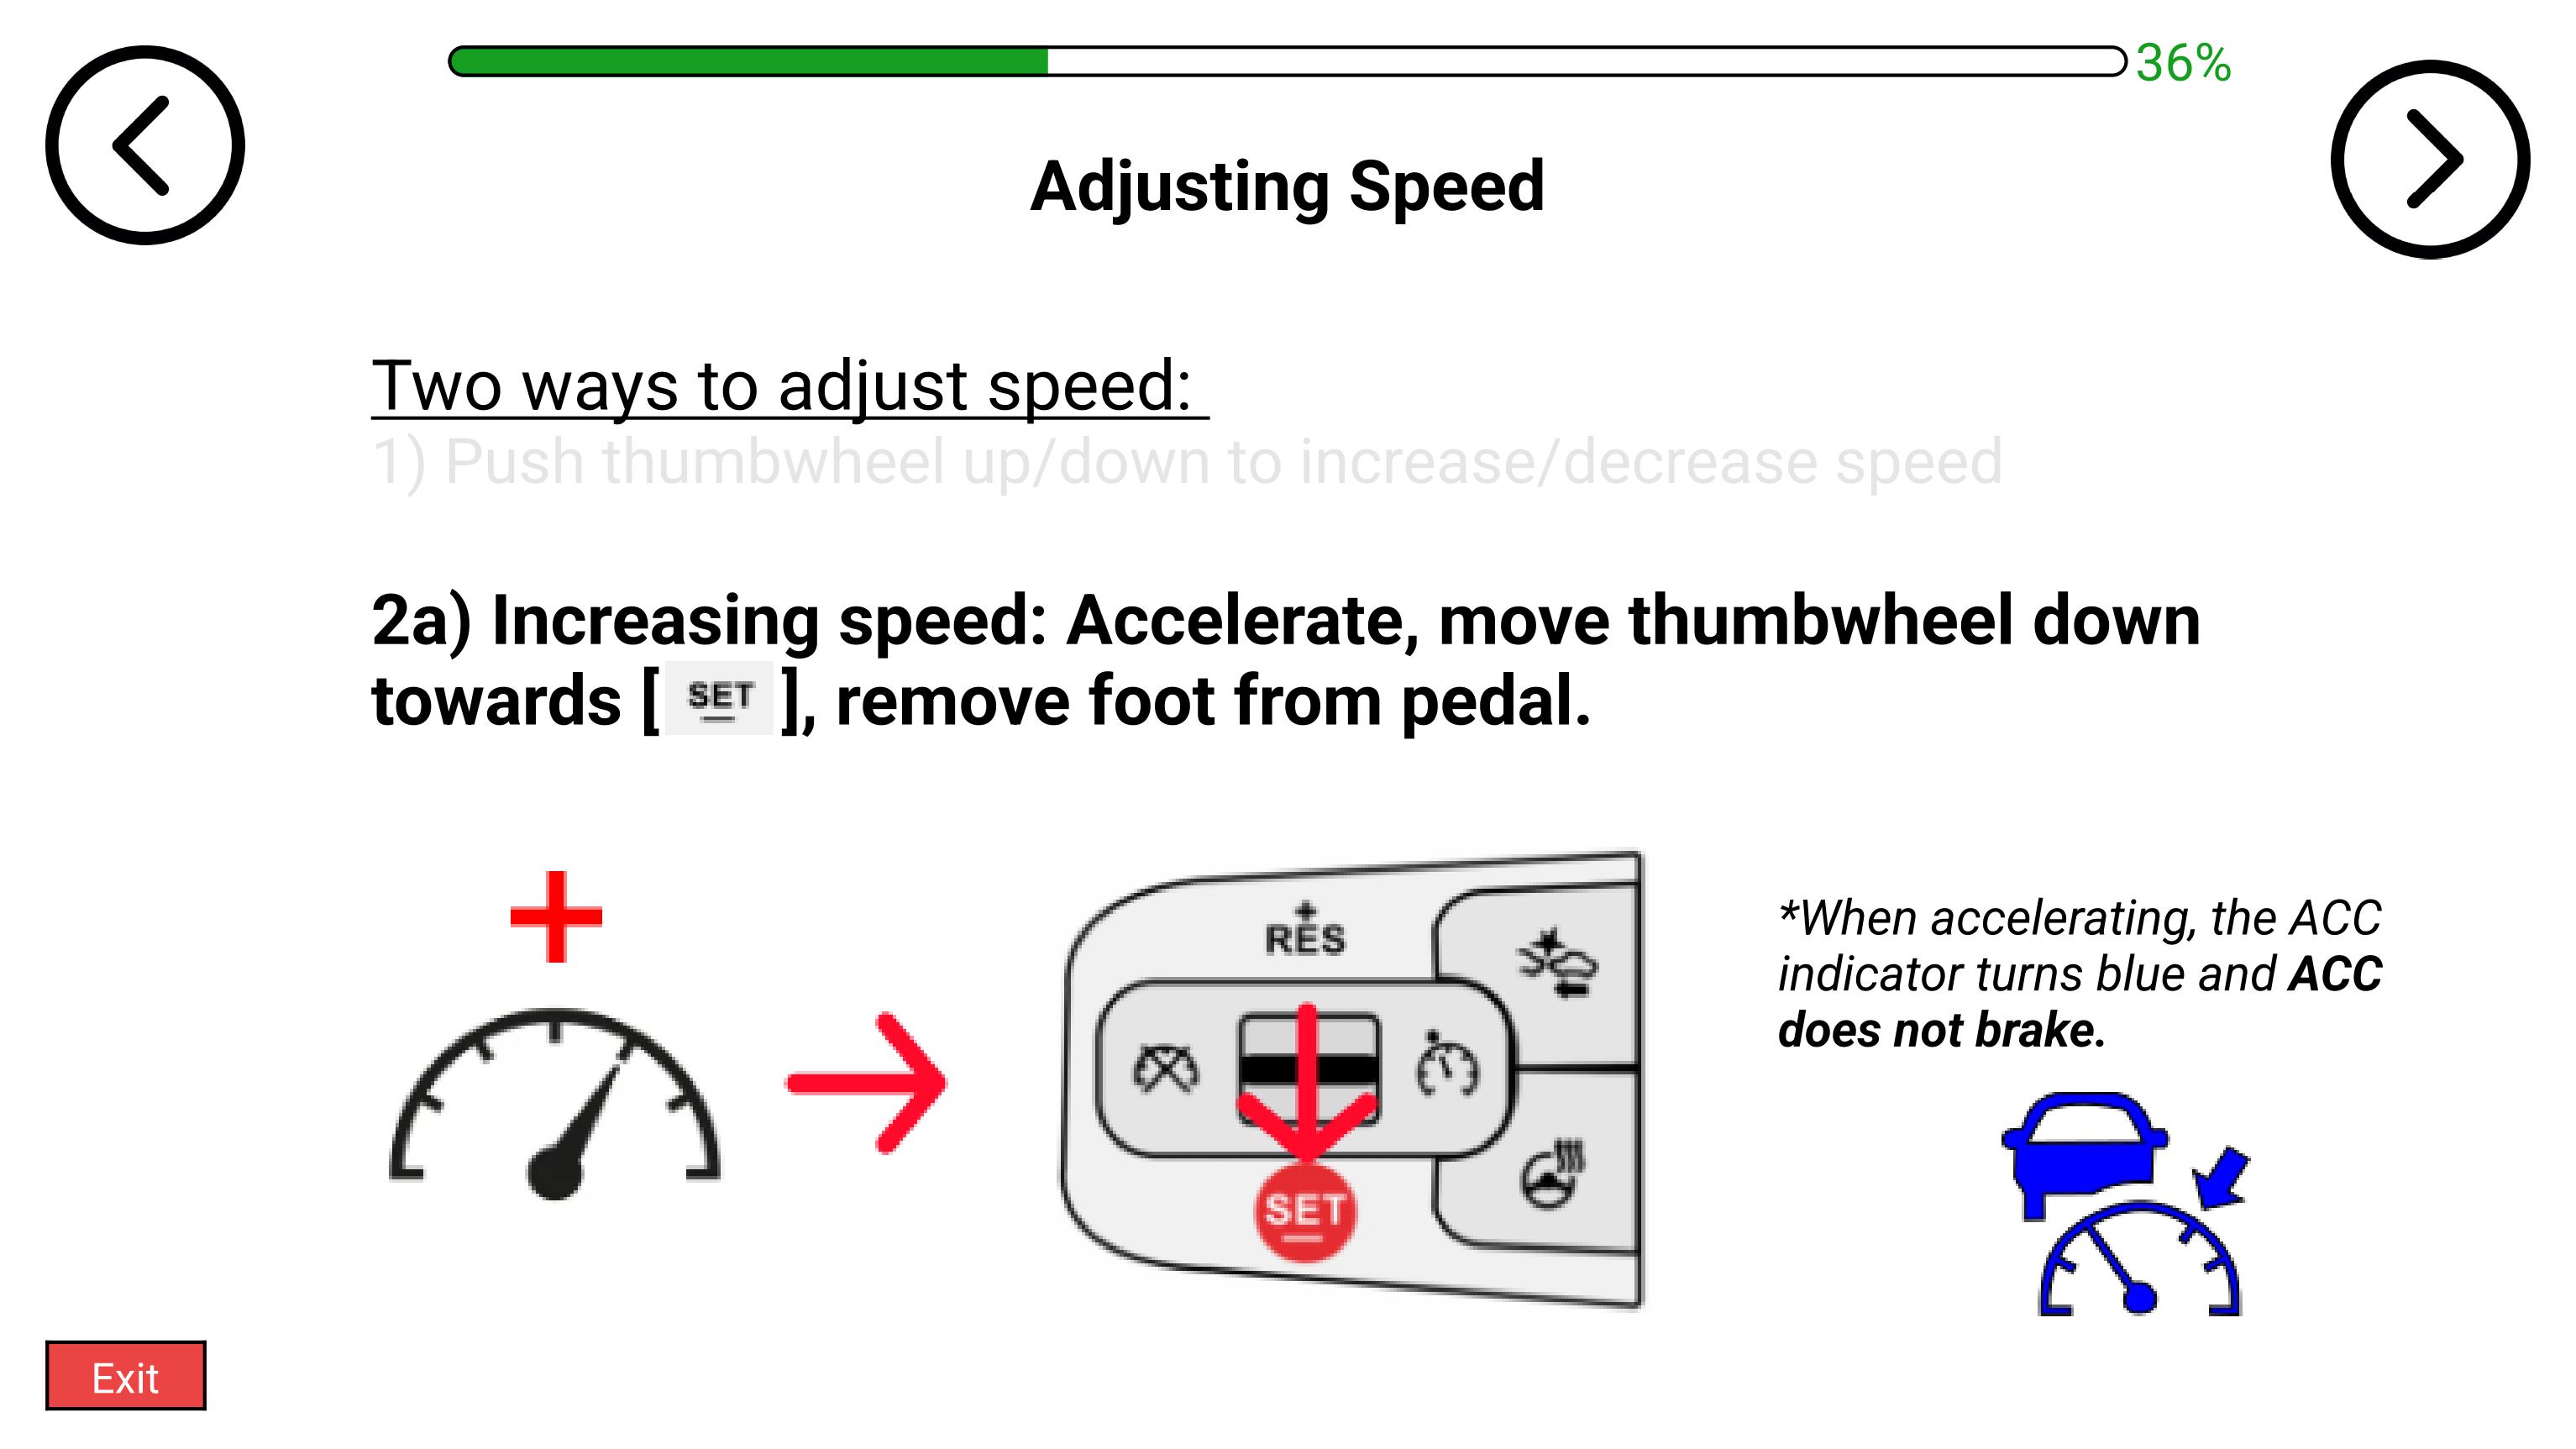 36%
Adjusting Speed
Two ways to adjust speed:
1) Push thumbwheel up/down to increase/decrease speed
2a) Increasing speed: Accelerate, move thumbwheel down
towards [ SET ], remove foot from pedal.
+
RES
SET
*When accelerating, the ACC
indicator turns blue and ACC
does not brake.
Exit